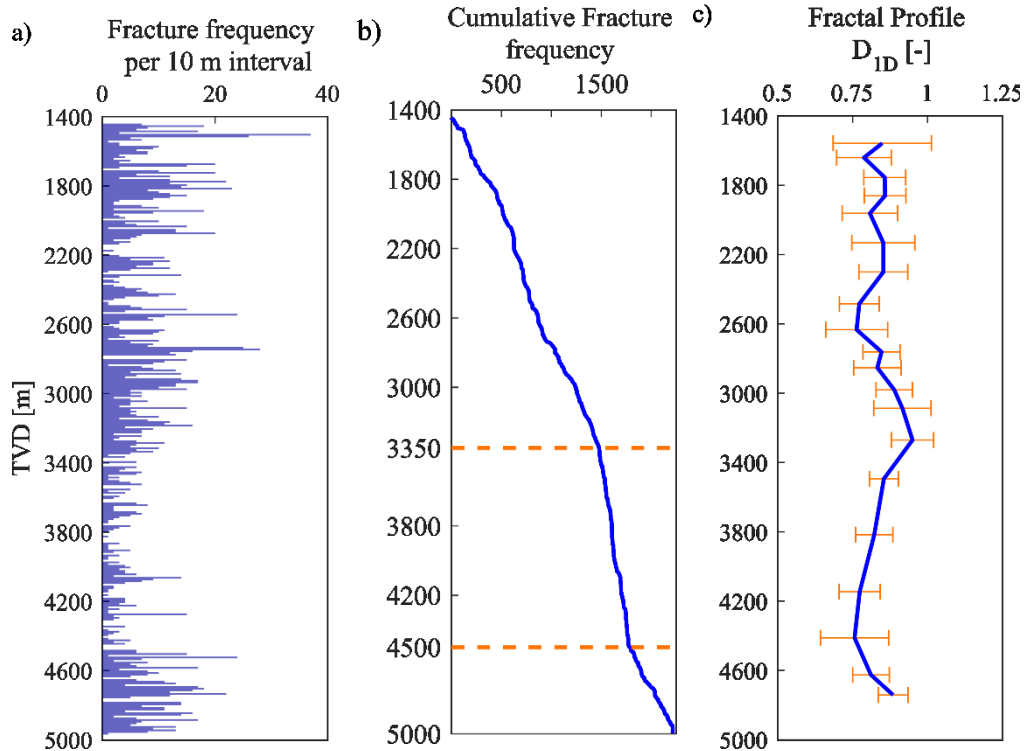 a)
Fracture frequency
per 10 m interval
0 20 40
TVD [m]
1400
1800
2200
2600
3000
3400
3800
4200
4600
5000
b)
Cumulative Fracture
frequency
500 1500
1400
1800
2200
2600
3000
3350
3800
4200
4500
5000
c)
Fractal Profile
D1D [-]
0.5 0.75 1 1.25
1400
1800
2200
2600
3000
3400
3800
4200
4600
5000